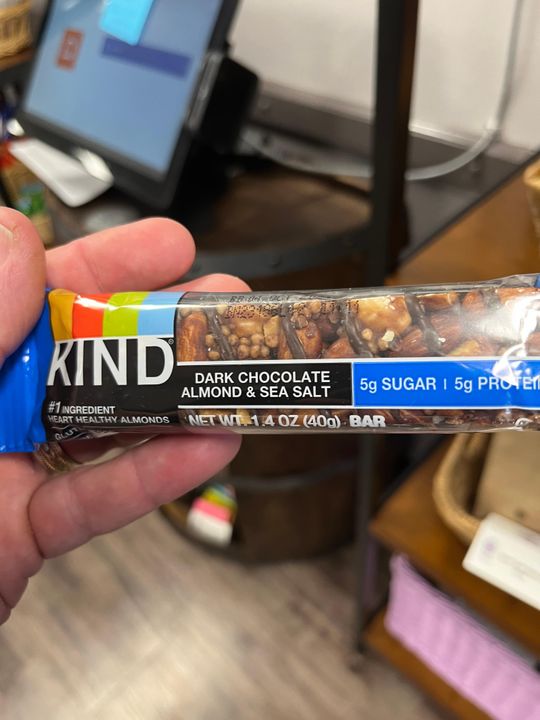 KIND®
DARK CHOCOLATE
ALMOND & SEA SALT
5g SUGAR | 5g PROTEIN
#1 INGREDIENT
HEART HEALTHY ALMONDS
NET WT. 1.4 OZ (40g) BAR